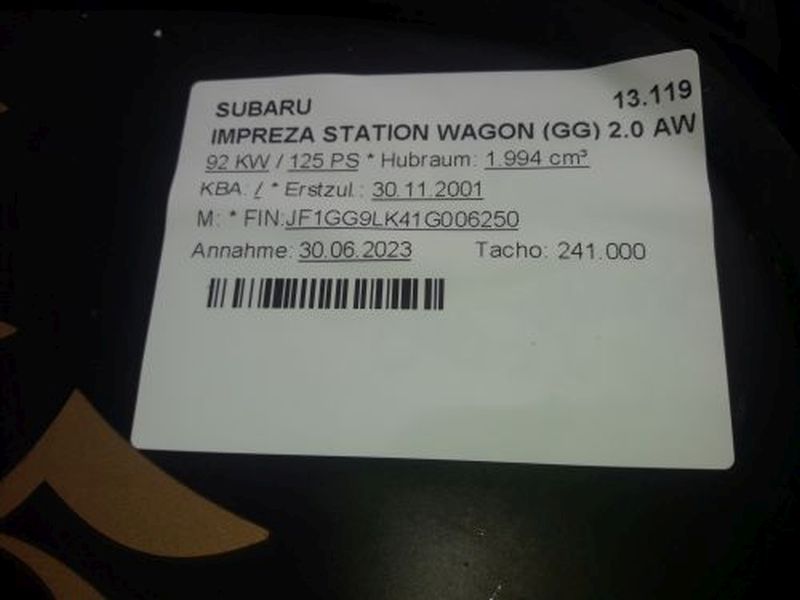 SUBARU 13.119
IMPREZA STATION WAGON (GG) 2.0 AW
92 KW / 125 PS * Hubraum: 1.994 cm³
KBA: / * Erstzul.: 30.11.2001
M: * FIN:JF1GG9LK41G006250
Annahme: 30.06.2023 Tacho: 241.000